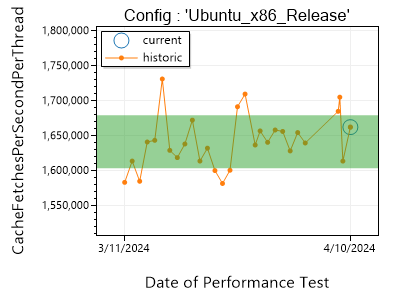 Config : 'Ubuntu_x86_Release'
CacheFetchesPerSecondPerThread
1,800,000
1,750,000
1,700,000
1,650,000
1,600,000
1,550,000
current
historic
3/11/2024
4/10/2024
Date of Performance Test